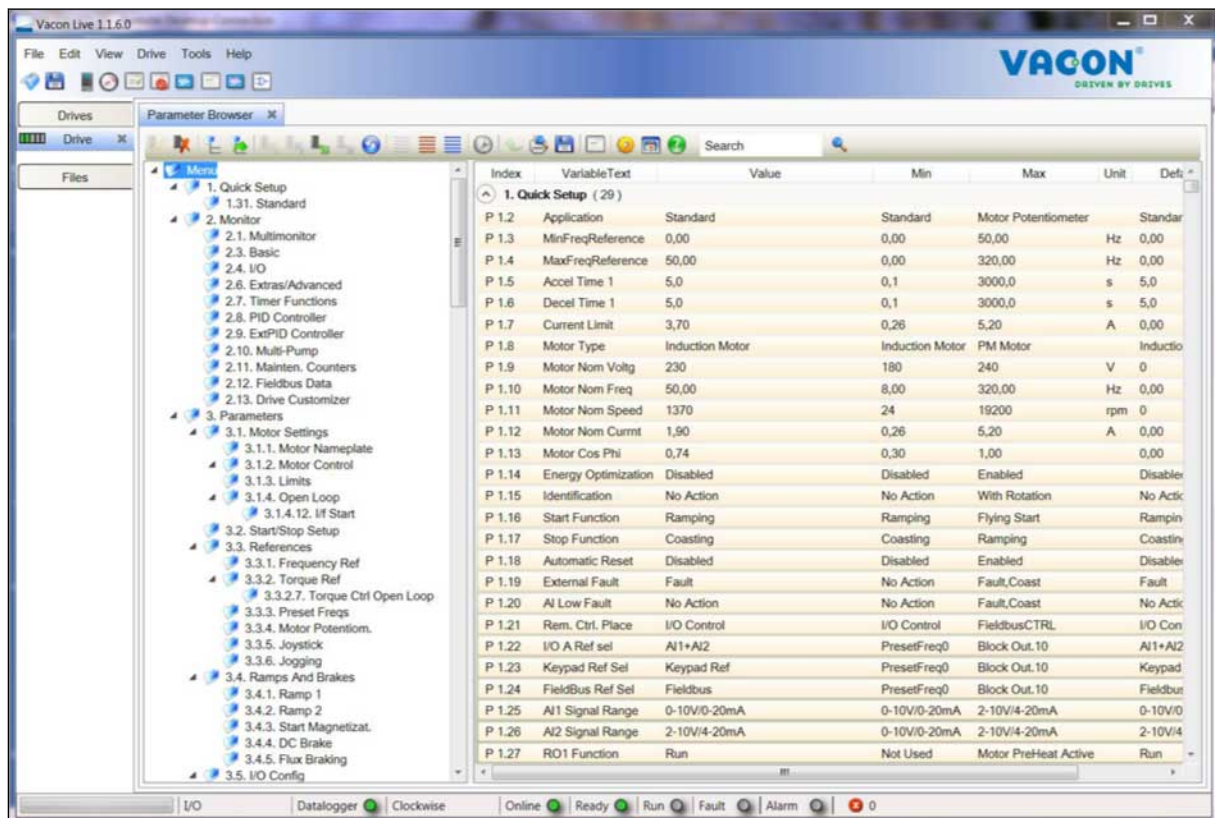 Vacon Live 1.1.6.0
File Edit View Drive Tools Help
VACON®
DRIVEN BY DRIVES
Drives
Drive
Files
Parameter Browser
Search
Menu
1. Quick Setup
1.31. Standard
2. Monitor
2.1. Multimonitor
2.3. Basic
2.4. I/O
2.6. Extras/Advanced
2.7. Timer Functions
2.8. PID Controller
2.9. ExtPID Controller
2.10. Multi-Pump
2.11. Mainten. Counters
2.12. Fieldbus Data
2.13. Drive Customizer
3. Parameters
3.1. Motor Settings
3.1.1. Motor Nameplate
3.1.2. Motor Control
3.1.3. Limits
3.1.4. Open Loop
3.1.4.12. I/f Start
3.2. Start/Stop Setup
3.3. References
3.3.1. Frequency Ref
3.3.2. Torque Ref
3.3.2.7. Torque Ctrl Open Loop
3.3.3. Preset Freqs
3.3.4. Motor Potentiom.
3.3.5. Joystick
3.3.6. Jogging
3.4. Ramps And Brakes
3.4.1. Ramp 1
3.4.2. Ramp 2
3.4.3. Start Magnetizat.
3.4.4. DC Brake
3.4.5. Flux Braking
3.5. I/O Config
Index VariableText Value Min Max Unit Defa
1. Quick Setup (29)
P 1.2 Application Standard Standard Motor Potentiometer Standar
P 1.3 MinFreqReference 0,00 0,00 50,00 Hz 0,00
P 1.4 MaxFreqReference 50,00 0,00 320,00 Hz 0,00
P 1.5 Accel Time 1 5,0 0,1 3000,0 s 5,0
P 1.6 Decel Time 1 5,0 0,1 3000,0 s 5,0
P 1.7 Current Limit 3,70 0,26 5,20 A 0,00
P 1.8 Motor Type Induction Motor Induction Motor PM Motor Inductio
P 1.9 Motor Nom Voltg 230 180 240 V 0
P 1.10 Motor Nom Freq 50,00 8,00 320,00 Hz 0,00
P 1.11 Motor Nom Speed 1370 24 19200 rpm 0
P 1.12 Motor Nom Currnt 1,90 0,26 5,20 A 0,00
P 1.13 Motor Cos Phi 0,74 0,30 1,00 0,00
P 1.14 Energy Optimization Disabled Disabled Enabled Disable
P 1.15 Identification No Action No Action With Rotation No Actic
P 1.16 Start Function Ramping Ramping Flying Start Rampin
P 1.17 Stop Function Coasting Coasting Ramping Coastin
P 1.18 Automatic Reset Disabled Disabled Enabled Disable
P 1.19 External Fault Fault No Action Fault,Coast Fault
P 1.20 AI Low Fault No Action No Action Fault,Coast No Actic
P 1.21 Rem. Ctrl. Place I/O Control I/O Control FieldbusCTRL I/O Con
P 1.22 I/O A Ref sel AI1+AI2 PresetFreq0 Block Out.10 AI1+AI2
P 1.23 Keypad Ref Sel Keypad Ref PresetFreq0 Block Out.10 Keypad
P 1.24 FieldBus Ref Sel Fieldbus PresetFreq0 Block Out.10 Fieldbus
P 1.25 AI1 Signal Range 0-10V/0-20mA 0-10V/0-20mA 2-10V/4-20mA 0-10V/0
P 1.26 AI2 Signal Range 2-10V/4-20mA 0-10V/0-20mA 2-10V/4-20mA 2-10V/4
P 1.27 RO1 Function Run Not Used Motor PreHeat Active Run
I/O Datalogger Clockwise Online Ready Run Fault Alarm 0